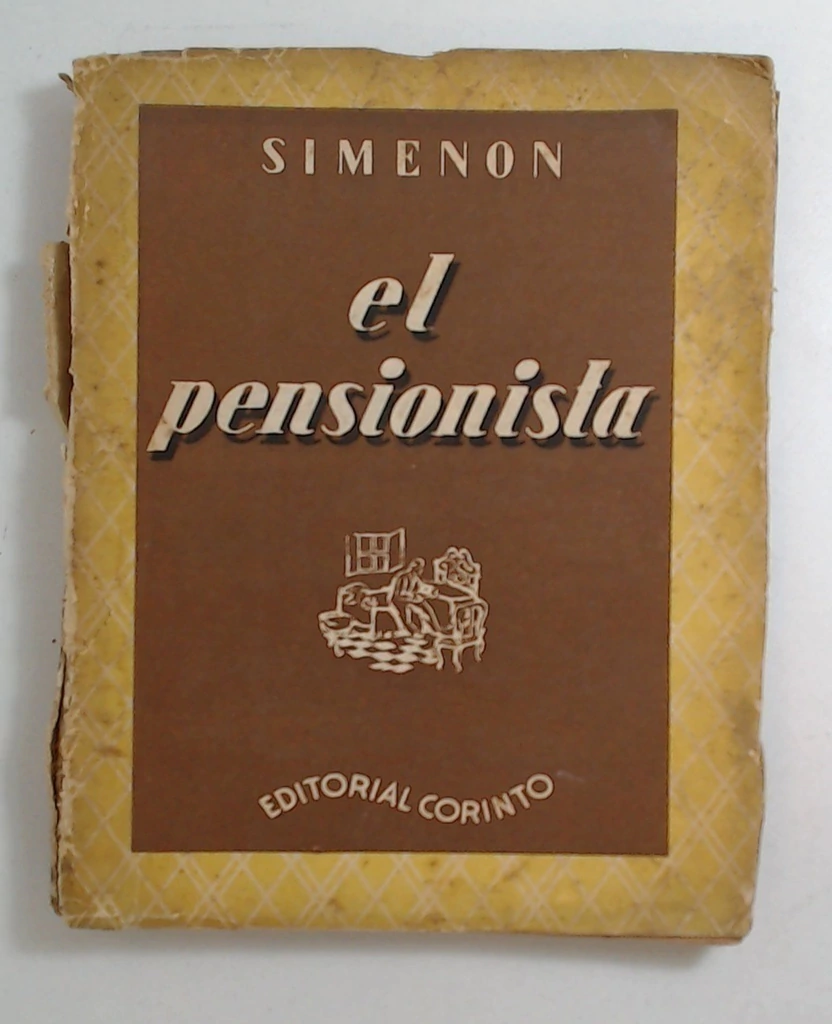 SIMENON
el
pensionista
EDITORIAL CORINTO